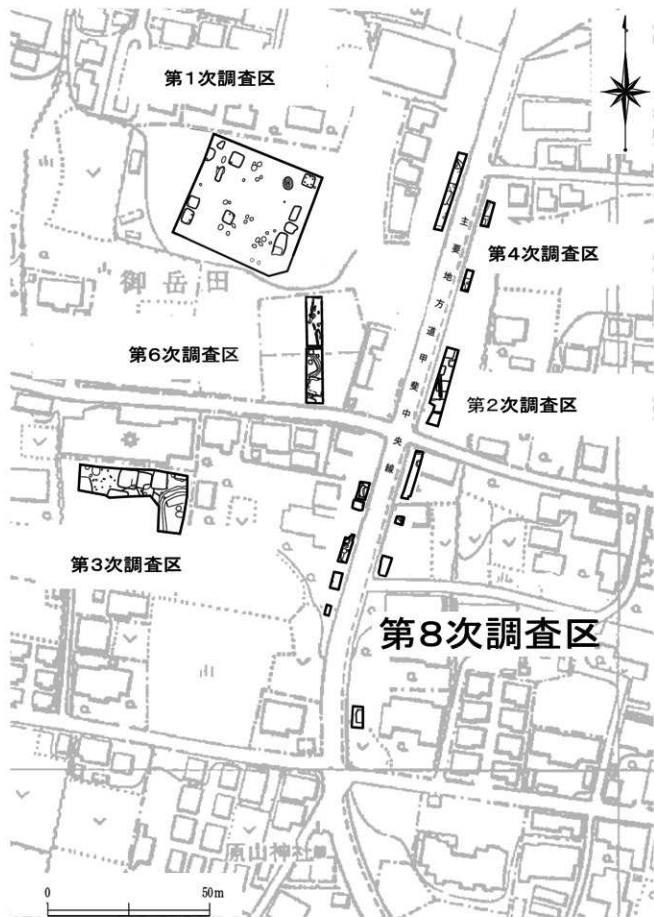 第1次調査区
第4次調査区
御岳田
第6次調査区
第2次調査区
主要地方道甲斐中央線
第3次調査区
第8次調査区
原山神社
0 50m